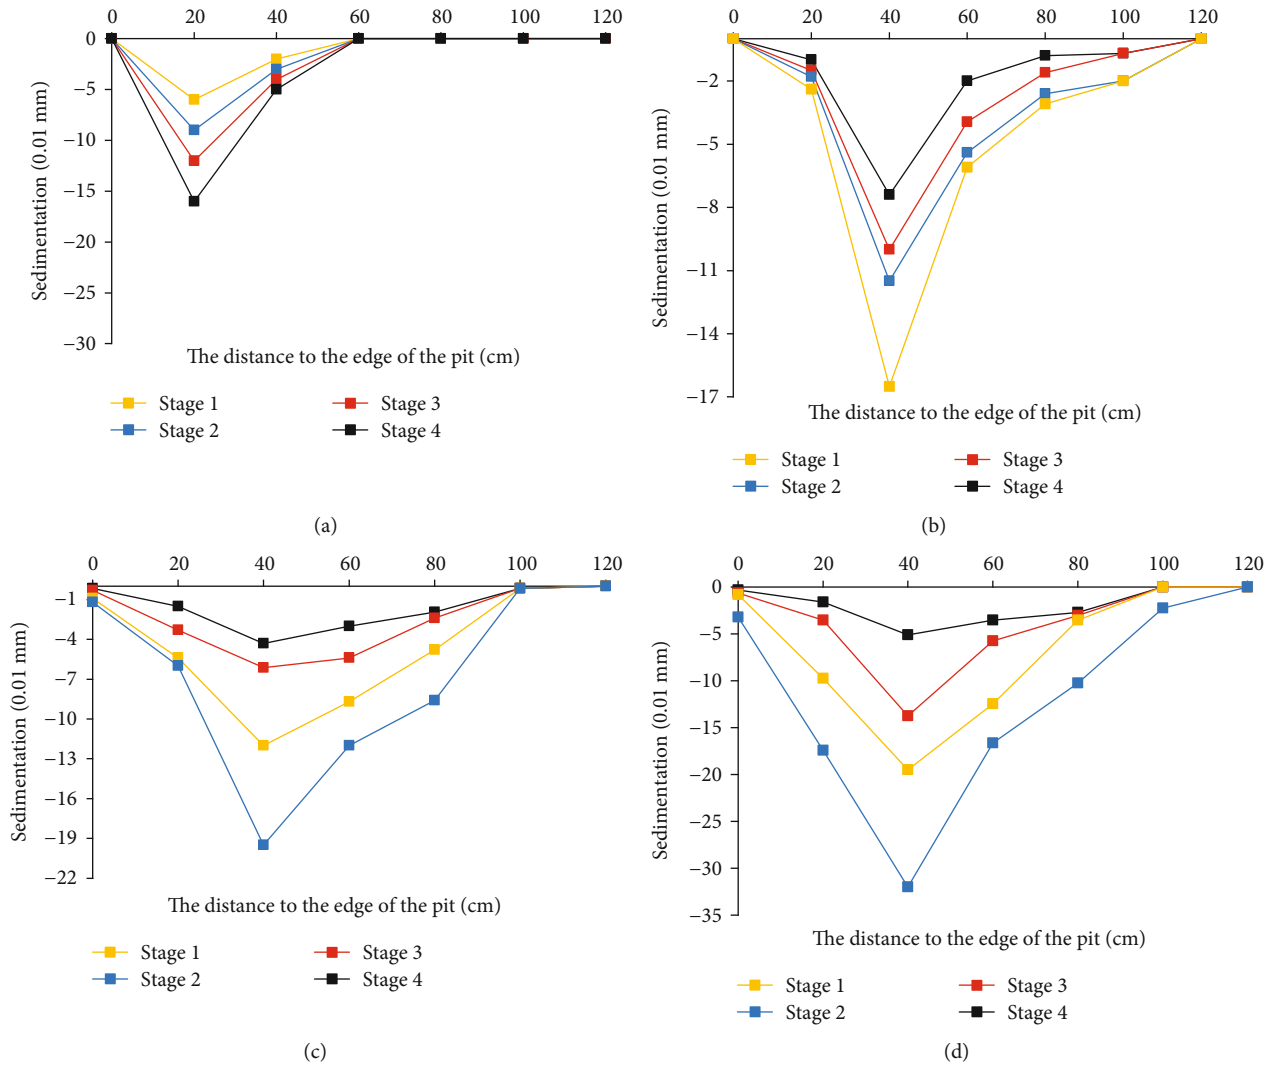 0 20 40 60 80 100 120
0
−5
−10
−15
−20
−25
−30
Sedimentation (0.01 mm)
The distance to the edge of the pit (cm)
Stage 1 Stage 3
Stage 2 Stage 4
(a)
0 20 40 60 80 100 120
−2
−5
−8
−11
−14
−17
Sedimentation (0.01 mm)
The distance to the edge of the pit (cm)
Stage 1 Stage 3
Stage 2 Stage 4
(b)
0 20 40 60 80 100 120
−1
−4
−7
−10
−13
−16
−19
−22
Sedimentation (0.01 mm)
The distance to the edge of the pit (cm)
Stage 1 Stage 3
Stage 2 Stage 4
(c)
0 20 40 60 80 100 120
0
−5
−10
−15
−20
−25
−30
−35
Sedimentation (0.01 mm)
The distance to the edge of the pit (cm)
Stage 1 Stage 3
Stage 2 Stage 4
(d)